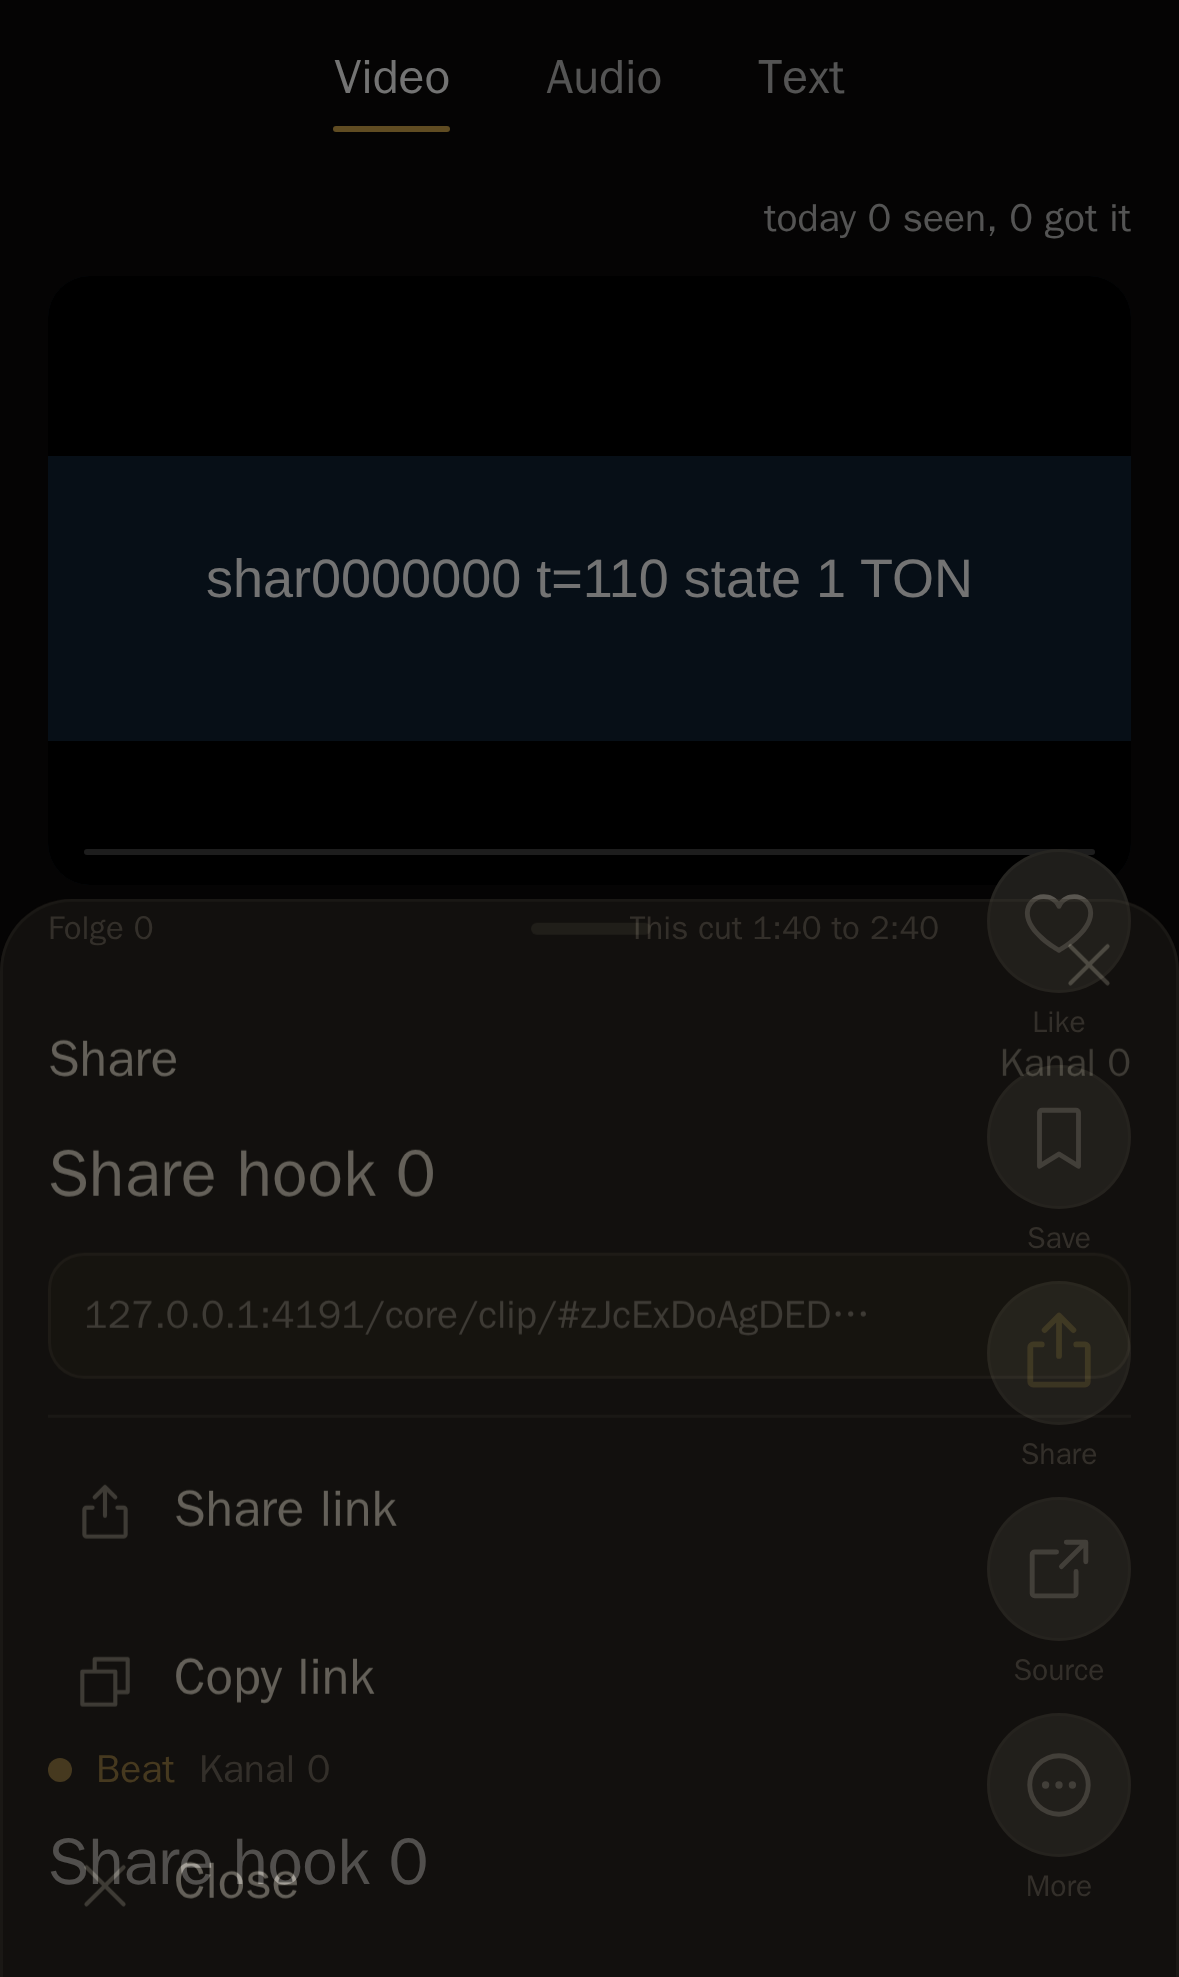 Video Audio Text
today 0 seen, 0 got it
shar0000000 t=110 state 1 TON
Folge 0 This cut 1:40 to 2:40
Like
Share Kanal 0
Share hook 0
Save
127.0.0.1:4191/core/clip/#zJcExDoAgDED…
Share
Share link
Source
Copy link
Beat Kanal 0
Share hook 0
Close
More